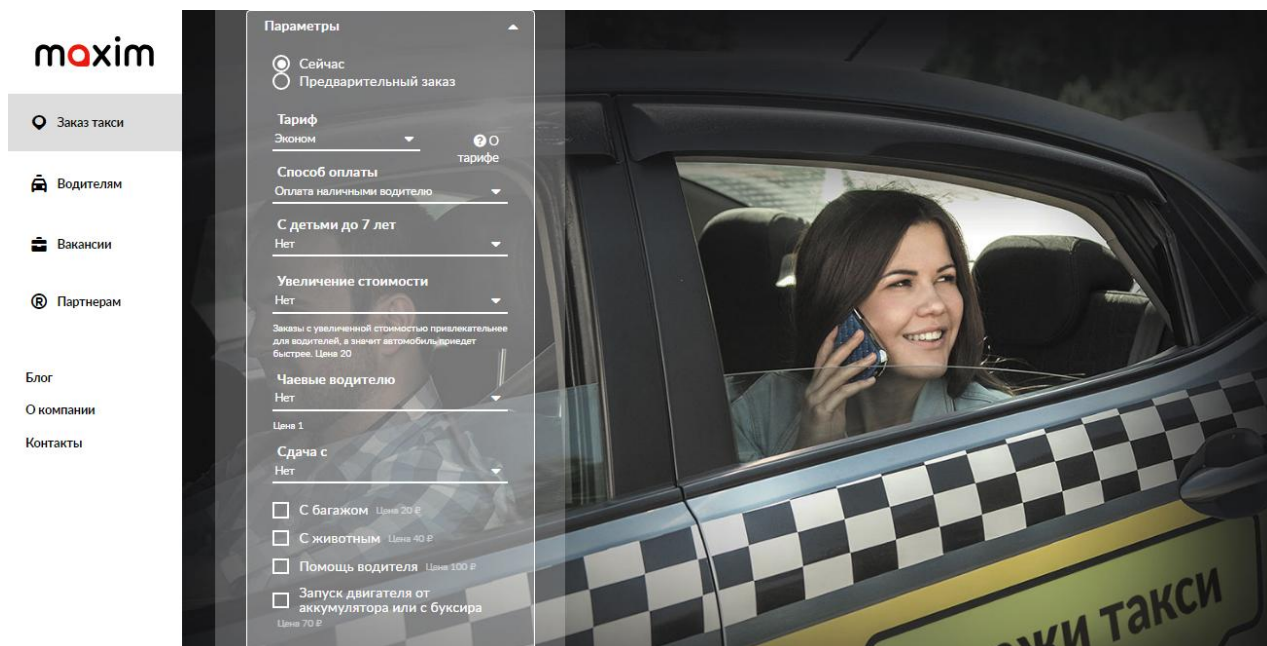 maxim
Заказ такси
Водителям
Вакансии
Партнерам
Блог
О компании
Контакты
Параметры
Сейчас
Предварительный заказ
Тариф
Эконом
? О
тарифе
Способ оплаты
Оплата наличными водителю
С детьми до 7 лет
Нет
Увеличение стоимости
Нет
Заказы с увеличенной стоимостью привлекательнее
для водителей, а значит автомобиль приедет
быстрее. Цена 20
Чаевые водителю
Нет
Цена 1
Сдача с
Нет
С багажом Цена 20 ₽
С животным Цена 40 ₽
Помощь водителя Цена 100 ₽
Запуск двигателя от
аккумулятора или с буксира
Цена 70 ₽
такси